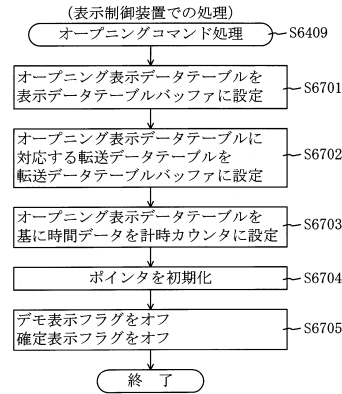 (表示制御装置での処理)
オープニングコマンド処理
S6409
オープニング表示データテーブルを
表示データテーブルバッファに設定
S6701
オープニング表示データテーブルに
対応する転送データテーブルを
転送データテーブルバッファに設定
S6702
オープニング表示データテーブルを
基に時間データを計時カウンタに設定
S6703
ポインタを初期化
S6704
デモ表示フラグをオフ
確定表示フラグをオフ
S6705
終 了